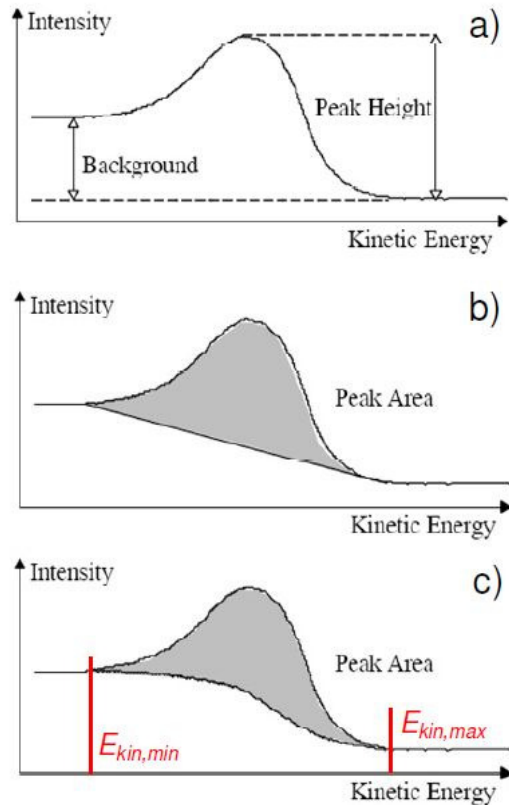 Intensity
a)
Peak Height
Background
Kinetic Energy
Intensity
b)
Peak Area
Kinetic Energy
Intensity
c)
Peak Area
E_kin,min
E_kin,max
Kinetic Energy